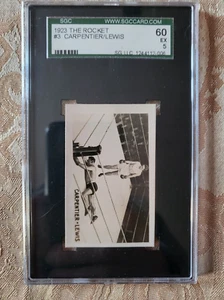 SGC
WWW.SGCCARD.COM
1923 THE ROCKET
#3 CARPENTIER/LEWIS
60
EX
5
CARPENTIER-LEWIS